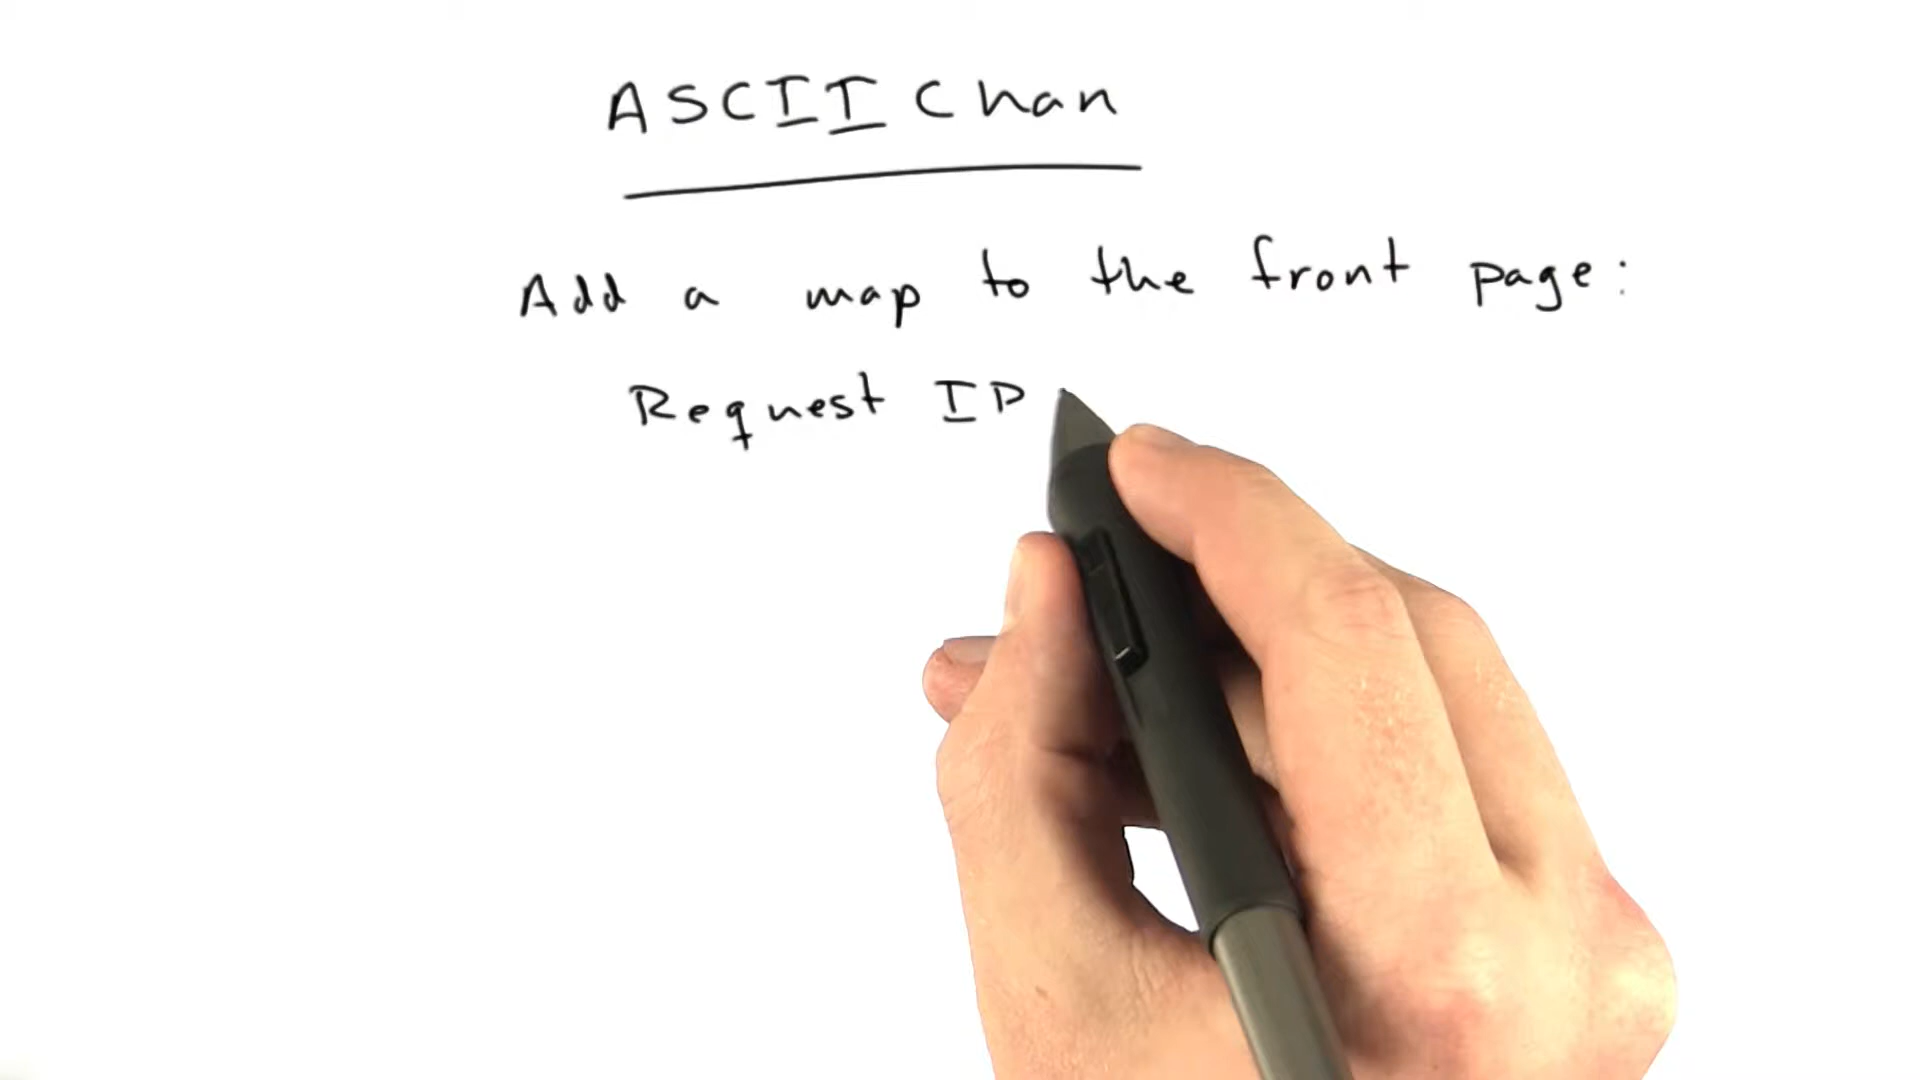 ASCII Chan
Add a map to the front page:
Request IP